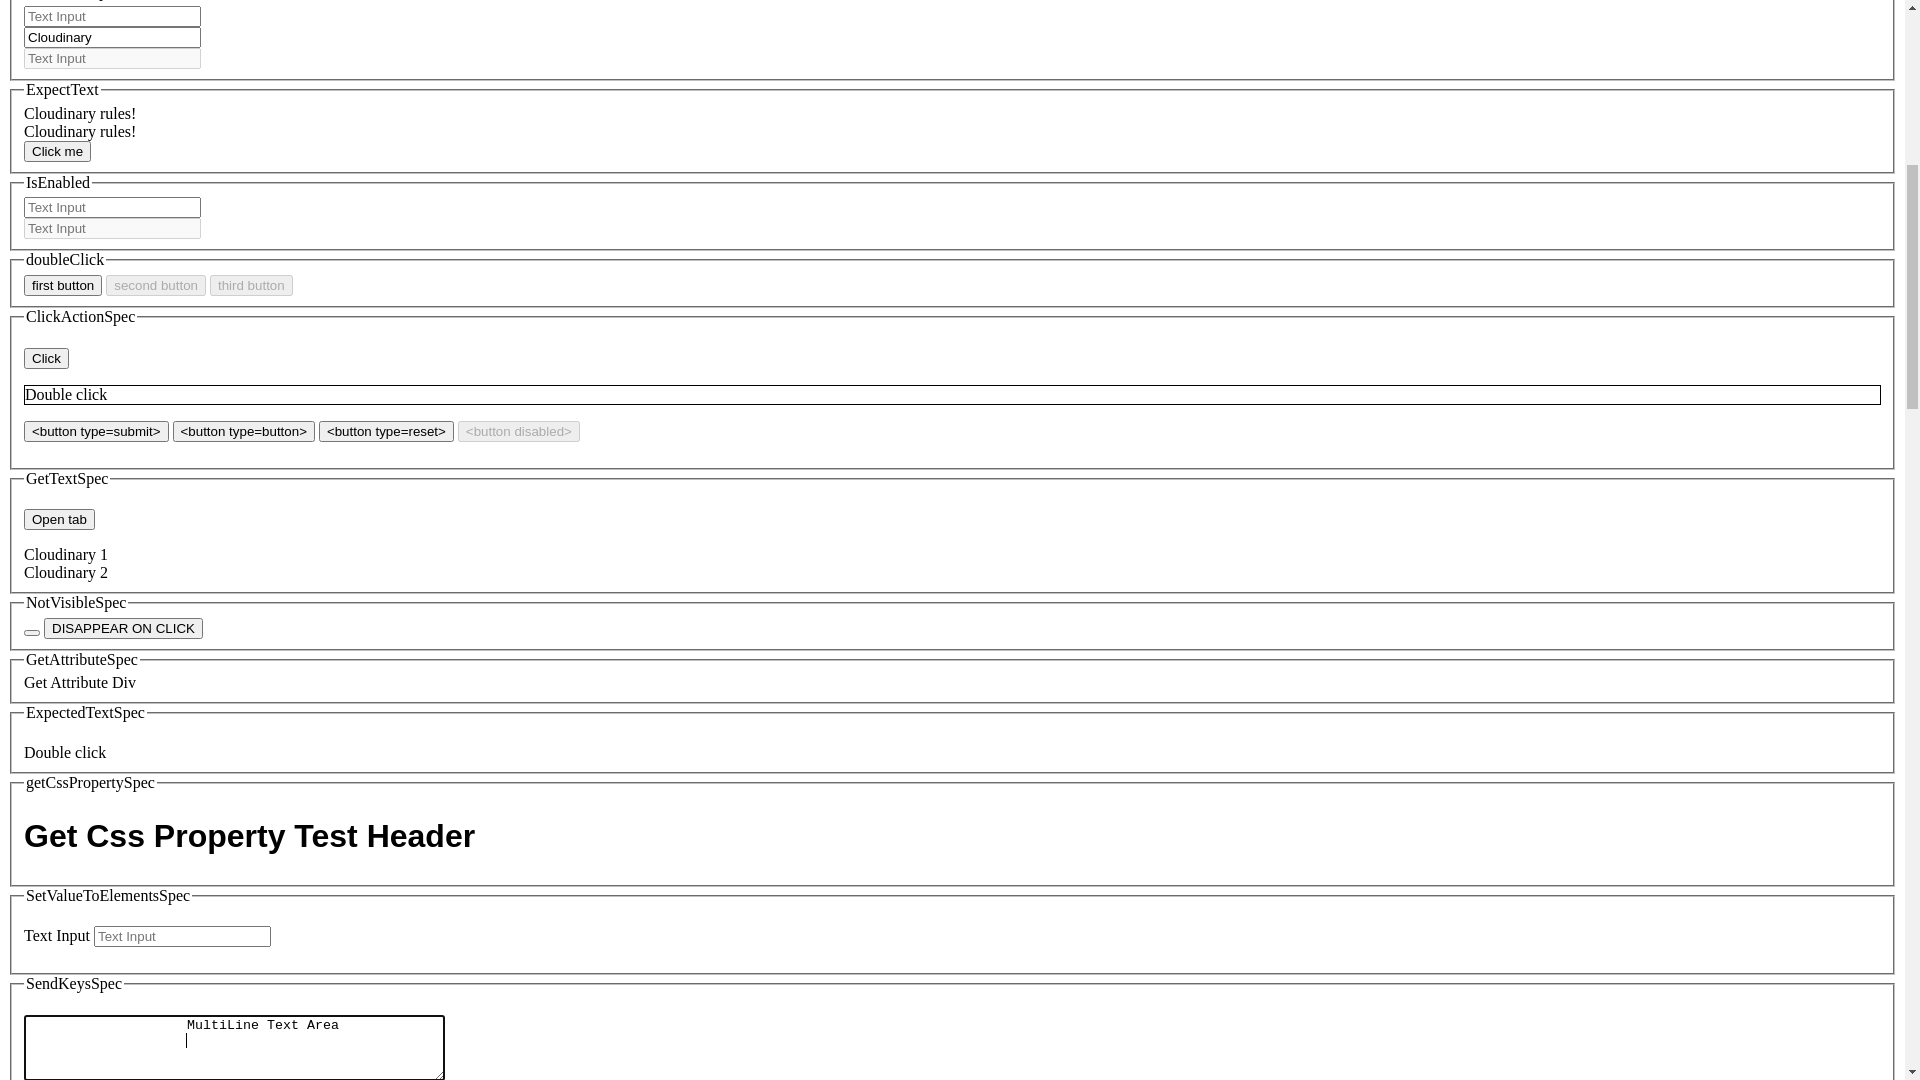 Text Input
Cloudinary
Text Input
ExpectText
Cloudinary rules!
Cloudinary rules!
Click me
IsEnabled
Text Input
Text Input
doubleClick
first button second button third button
ClickActionSpec
Click
Double click
<button type=submit> <button type=button> <button type=reset> <button disabled>
GetTextSpec
Open tab
Cloudinary 1
Cloudinary 2
NotVisibleSpec
DISAPPEAR ON CLICK
GetAttributeSpec
Get Attribute Div
ExpectedTextSpec
Double click
getCssPropertySpec
Get Css Property Test Header
SetValueToElementsSpec
Text Input Text Input
SendKeysSpec
MultiLine Text Area